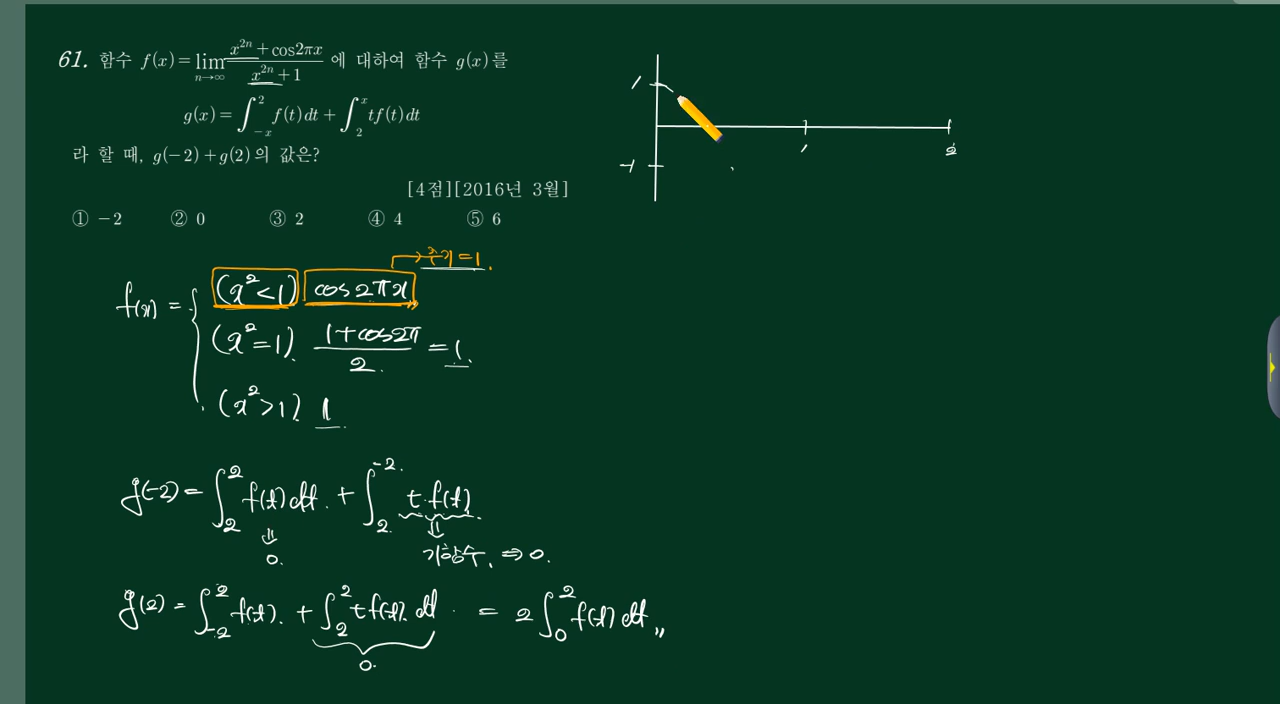 61. 함수 f(x) = lim_{n→∞} (x^{2n} + cos2πx)/(x^{2n} + 1) 에 대하여 함수 g(x)를
g(x) = ∫_{-x}^{2} f(t)dt + ∫_{2}^{x} tf(t)dt
라 할 때, g(-2)+g(2)의 값은?
[4점][2016년 3월]
① -2 ② 0 ③ 2 ④ 4 ⑤ 6
→ 주기=1.
f(x) = { (x²<1) cos2πx
(x²=1). (1+cos2π)/2. = 1.
(x²>1). 1
g(-2) = ∫_{2}^{2} f(t)dt. + ∫_{2.}^{-2.} t.f(t).
⇓ 0. ⇓ 기함수. ⇒ 0.
g(2) = ∫_{-2}^{2} f(t). + ∫_{2}^{2} tf(t).dt. = 2∫_{0}^{2} f(t)dt
0.
1
-1
1
2